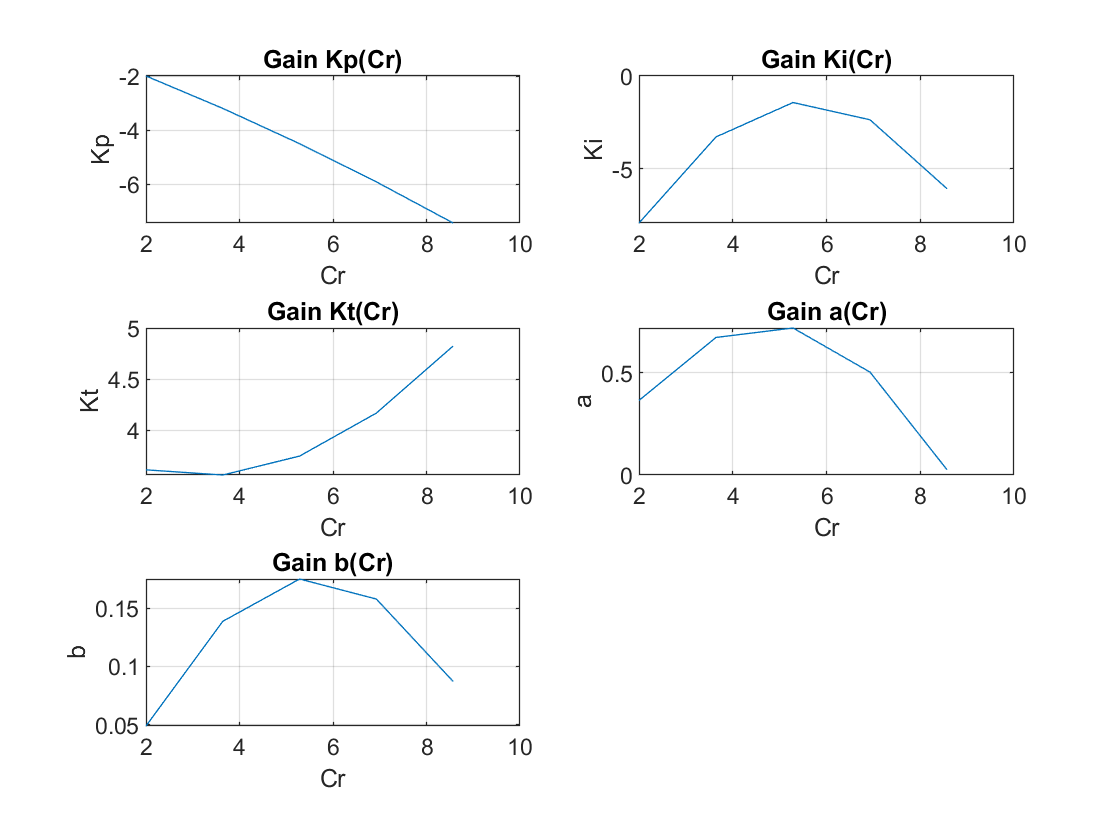 Gain Kp(Cr)
-2
-4
-6
Kp
2 4 6 8 10
Cr
Gain Ki(Cr)
0
-5
Ki
2 4 6 8 10
Cr
Gain Kt(Cr)
5
4.5
4
Kt
2 4 6 8 10
Cr
Gain a(Cr)
0.5
0
a
2 4 6 8 10
Cr
Gain b(Cr)
0.15
0.1
0.05
b
2 4 6 8 10
Cr